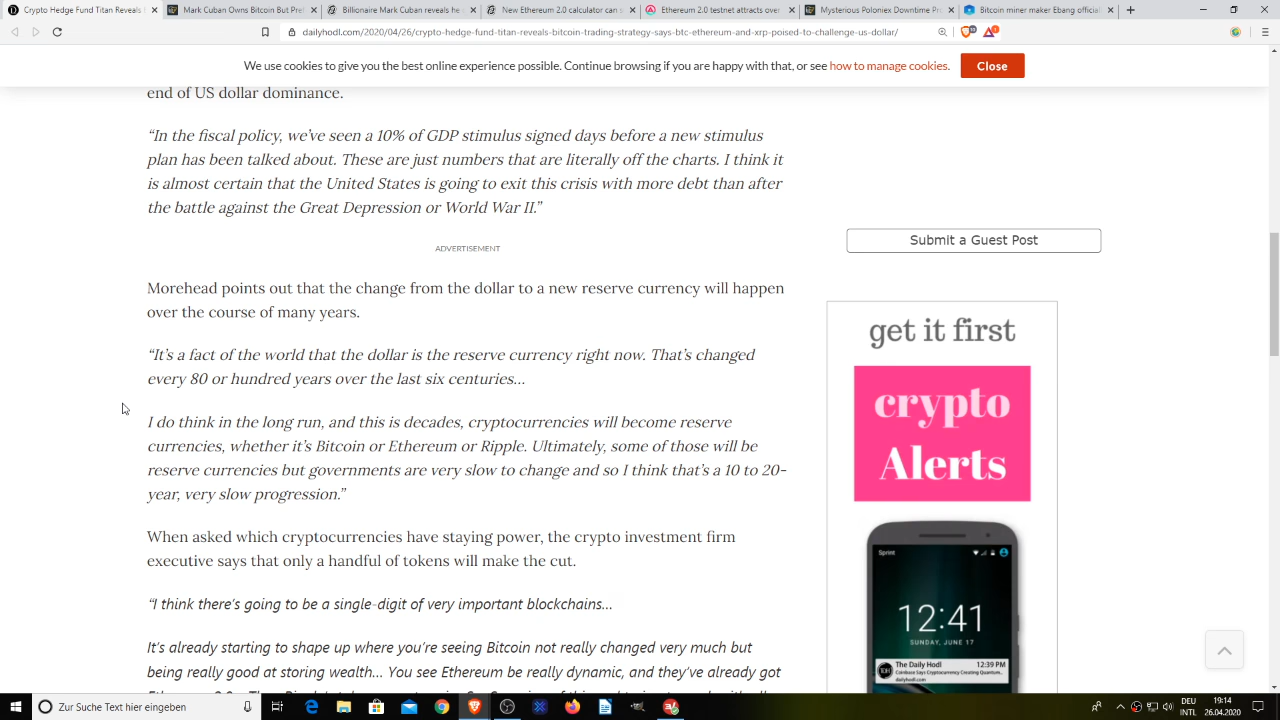 Crypto Hedge Fund Titan Reveals
Mark Cuban Owns Bitcoin But Pre
Billionaire Mark Cuban reveals he
New Ethereum 2.0 calculator can s
Ethereum 2.0 testnet attracts over
Mysterious Poloniex Pump Domin
Meet the new miner make Ebang official
dailyhodl.com/2020/04/26/crypto-hedge-fund-titan-reveals-bitcoin-trading-strategy-says-btc-ethereum-and-xrp-poised-to-challenge-us-dollar/
We use cookies to give you the best online experience possible. Continue browsing if you are happy with that, or see how to manage cookies.
Close
end of US dollar dominance.
“In the fiscal policy, we’ve seen a 10% of GDP stimulus signed days before a new stimulus
plan has been talked about. These are just numbers that are literally off the charts. I think it
is almost certain that the United States is going to exit this crisis with more debt than after
the battle against the Great Depression or World War II.”
ADVERTISEMENT
Morehead points out that the change from the dollar to a new reserve currency will happen
over the course of many years.
“It’s a fact of the world that the dollar is the reserve currency right now. That’s changed
every 80 or hundred years over the last six centuries…
I do think in the long run, and this is decades, cryptocurrencies will become reserve
currencies, whether it’s Bitcoin or Ethereum or Ripple. Ultimately, some of those will be
reserve currencies but governments are very slow to change and so I think that’s a 10 to 20-
year, very slow progression.”
When asked which cryptocurrencies have staying power, the crypto investment firm
executive says that only a handful of tokens will make the cut.
“I think there’s going to be a single-digit of very important blockchains…
It’s already starting to shape up where you’re seeing Bitcoin not really changed very much but
being really good at storing wealth… You see Ethereum be really dynamic and they’ve already got
Submit a Guest Post
get it first
crypto
Alerts
Sprint
12:41
SUNDAY, JUNE 17
The Daily Hodl
12:39 PM
Coinbase Says Cryptocurrency Creating Quantum...
dailyhodl.com
Zur Suche Text hier eingeben
DEU
INTL
19:14
26.04.2020